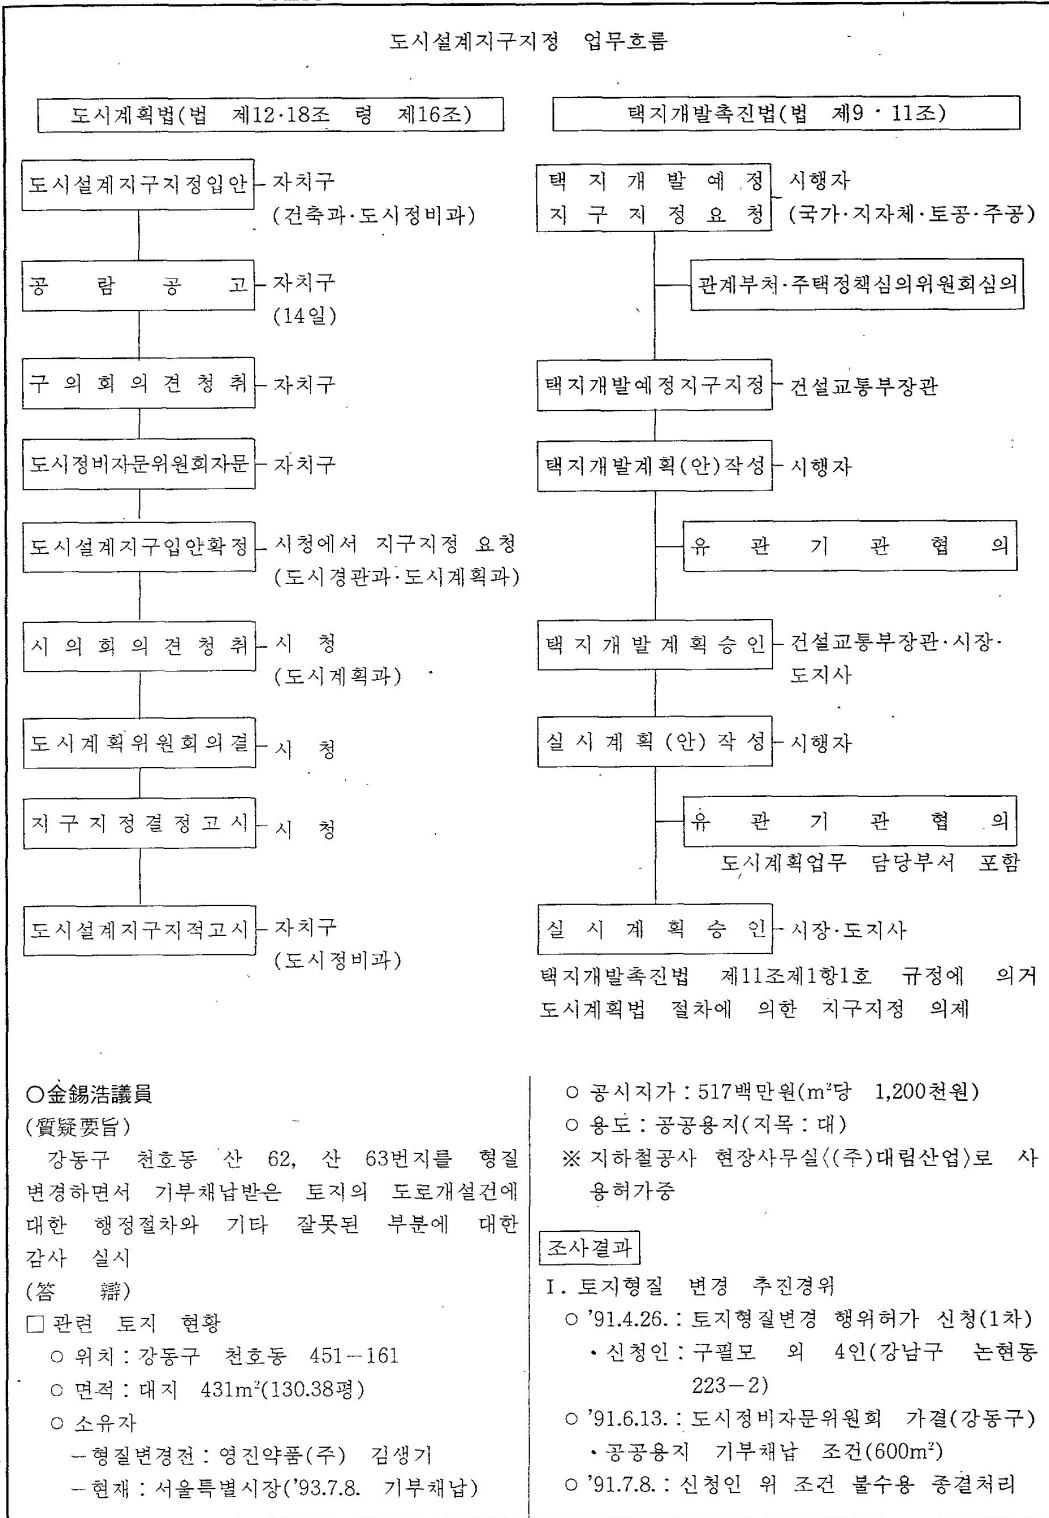 도시설계지구지정 업무흐름
도시계획법(법 제12·18조 령 제16조)
도시설계지구지정입안 자치구
(건축과·도시정비과)
공람공고 자치구
(14일)
구의회의견청취 자치구
도시정비자문위원회자문 자치구
도시설계지구입안확정 시청에서 지구지정 요청
(도시경관과·도시계획과)
시의회의견청취 시 청
(도시계획과)
도시계획위원회의결 시 청
지구지정결정고시 시 청
도시설계지구지적고시 자치구
(도시정비과)
택지개발촉진법(법 제9·11조)
택지개발예정 시행자
지구지정요청 (국가·지자체·토공·주공)
관계부처·주택정책심의위원회심의
택지개발예정지구지정 건설교통부장관
택지개발계획(안)작성 시행자
유관기관협의
택지개발계획승인 건설교통부장관·시장·
도지사
실시계획(안)작성 시행자
유관기관협의
도시계획업무 담당부서 포함
실시계획승인 시장·도지사
택지개발촉진법 제11조제1항1호 규정에 의거
도시계획법 절차에 의한 지구지정 의제
○金錫浩議員
(質疑要旨)
강동구 천호동 산 62, 산 63번지를 형질
변경하면서 기부채납받은 토지의 도로개설건에
대한 행정절차와 기타 잘못된 부분에 대한
감사 실시
(答 辯)
□ 관련 토지 현황
○ 위치 : 강동구 천호동 451-161
○ 면적 : 대지 431m²(130.38평)
○ 소유자
-형질변경전 : 영진약품(주) 김생기
-현재 : 서울특별시장('93.7.8. 기부채납)
○ 공시지가 : 517백만원(m²당 1,200천원)
○ 용도 : 공공용지(지목 : 대)
※ 지하철공사 현장사무실〈(주)대림산업〉로 사
용허가중
조사결과
Ⅰ. 토지형질 변경 추진경위
○ '91.4.26. : 토지형질변경 행위허가 신청(1차)
·신청인 : 구필모 외 4인(강남구 논현동
223-2)
○ '91.6.13. : 도시정비자문위원회 가결(강동구)
·공공용지 기부채납 조건(600m²)
○ '91.7.8. : 신청인 위 조건 불수용 종결처리